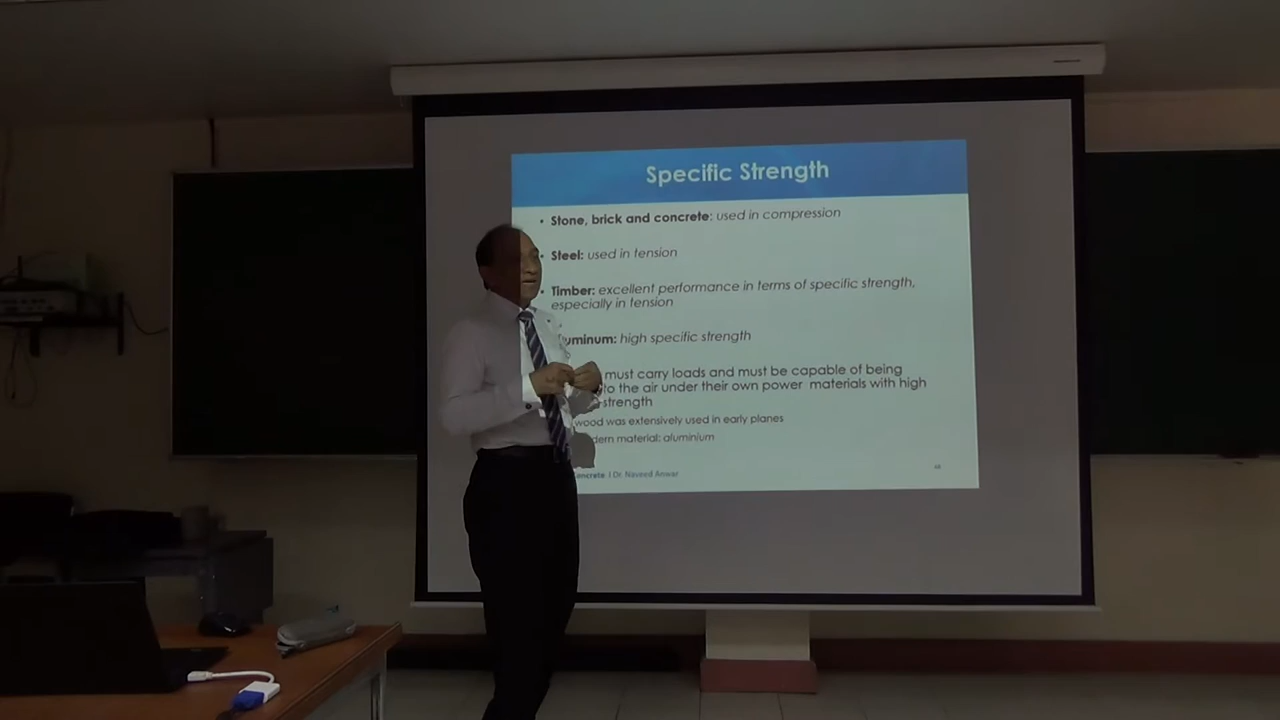 Specific Strength
• Stone, brick and concrete: used in compression
• Steel: used in tension
• Timber: excellent performance in terms of specific strength,
especially in tension
uminum: high specific strength
must carry loads and must be capable of being
to the air under their own power materials with high
strength
wood was extensively used in early planes
dern material: aluminium
oncrete I Dr. Naveed Anwar